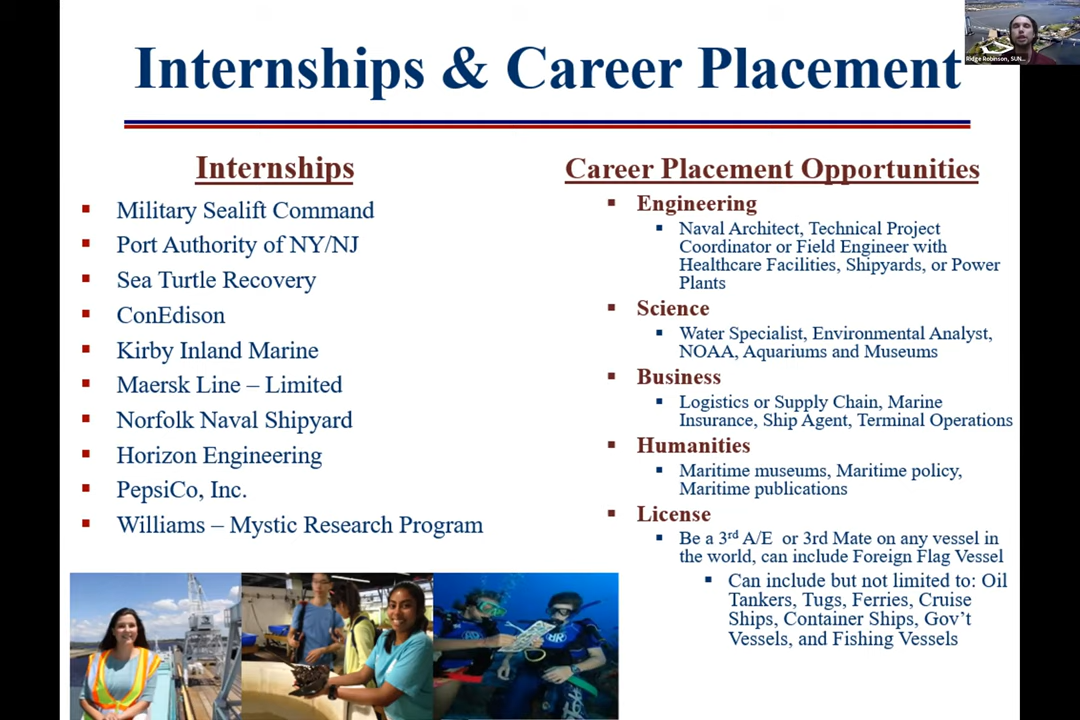 Internships & Career Placement
Ridge Robinson, SUN...
Internships
Military Sealift Command
Port Authority of NY/NJ
Sea Turtle Recovery
ConEdison
Kirby Inland Marine
Maersk Line – Limited
Norfolk Naval Shipyard
Horizon Engineering
PepsiCo, Inc.
Williams – Mystic Research Program
Career Placement Opportunities
Engineering
Naval Architect, Technical Project
Coordinator or Field Engineer with
Healthcare Facilities, Shipyards, or Power
Plants
Science
Water Specialist, Environmental Analyst,
NOAA, Aquariums and Museums
Business
Logistics or Supply Chain, Marine
Insurance, Ship Agent, Terminal Operations
Humanities
Maritime museums, Maritime policy,
Maritime publications
License
Be a 3rd A/E or 3rd Mate on any vessel in
the world, can include Foreign Flag Vessel
Can include but not limited to: Oil
Tankers, Tugs, Ferries, Cruise
Ships, Container Ships, Gov't
Vessels, and Fishing Vessels